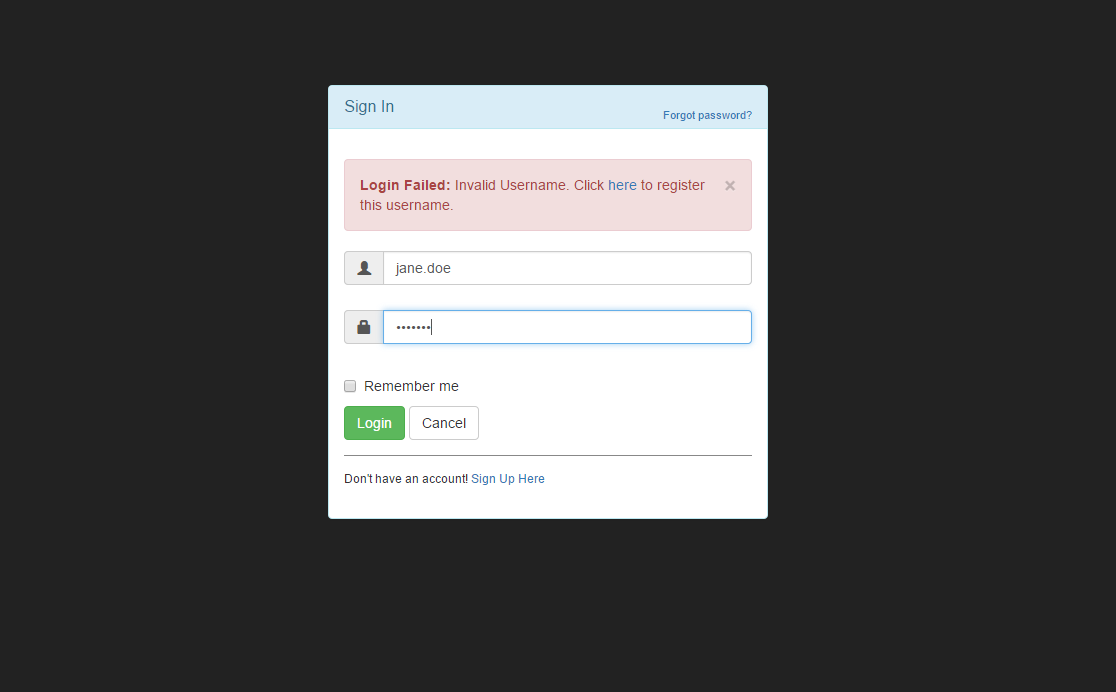 Sign In
Forgot password?
Login Failed: Invalid Username. Click here to register
this username.
×
jane.doe
•••••••
Remember me
Login
Cancel
Don't have an account! Sign Up Here